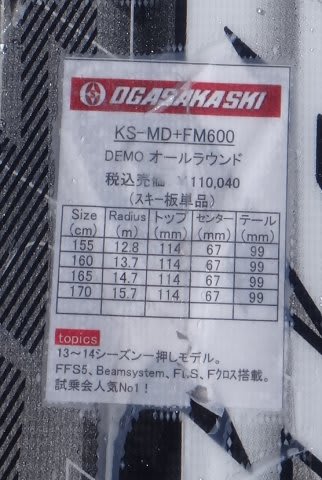 OGASAKA SKI
KS-MD+FM600
DEMO オールラウンド
税込売価 ¥110,040
(スキー板単品)
Size (cm) Radius (m) トップ (mm) センター (mm) テール (mm)
155 12.8 114 67 99
160 13.7 114 67 99
165 14.7 114 67 99
170 15.7 114 67 99
topics
13～14シーズン一押しモデル。
FFS5、Beamsystem、FL.S、Fクロス搭載。
試乗会人気No1！